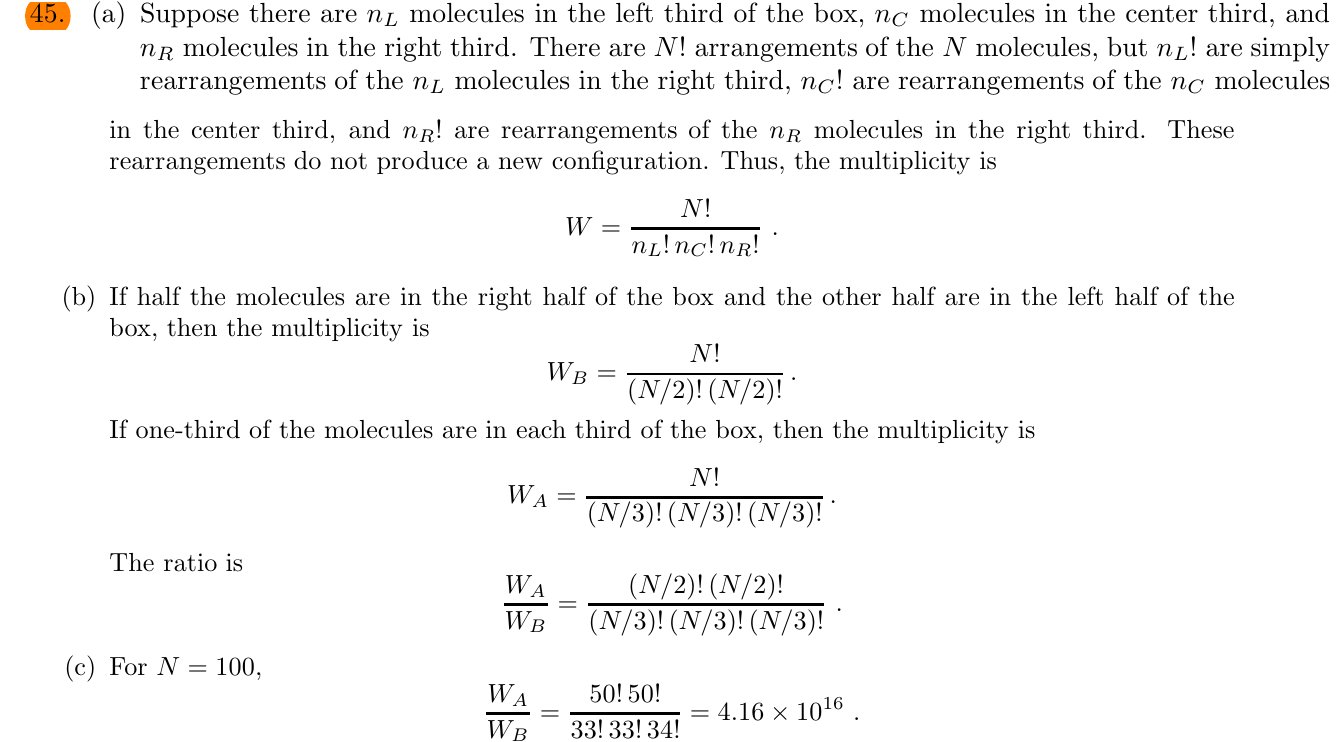 45. (a) Suppose there are n_L molecules in the left third of the box, n_C molecules in the center third, and
n_R molecules in the right third. There are N! arrangements of the N molecules, but n_L! are simply
rearrangements of the n_L molecules in the right third, n_C! are rearrangements of the n_C molecules
in the center third, and n_R! are rearrangements of the n_R molecules in the right third. These
rearrangements do not produce a new configuration. Thus, the multiplicity is
W = N! / (n_L! n_C! n_R!) .
(b) If half the molecules are in the right half of the box and the other half are in the left half of the
box, then the multiplicity is
W_B = N! / ((N/2)! (N/2)!) .
If one-third of the molecules are in each third of the box, then the multiplicity is
W_A = N! / ((N/3)! (N/3)! (N/3)!) .
The ratio is
W_A / W_B = (N/2)! (N/2)! / ((N/3)! (N/3)! (N/3)!) .
(c) For N = 100,
W_A / W_B = 50! 50! / (33! 33! 34!) = 4.16 × 10^16 .